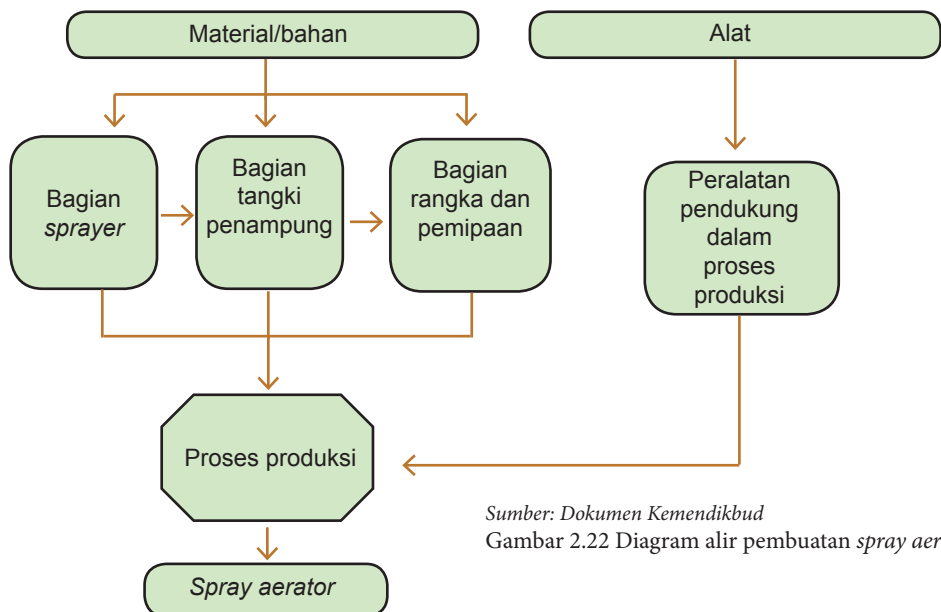 Material/bahan
Alat
Bagian
sprayer
Bagian
tangki
penampung
Bagian
rangka dan
pemipaan
Peralatan
pendukung
dalam
proses
produksi
Proses produksi
Spray aerator
Sumber: Dokumen Kemendikbud
Gambar 2.22 Diagram alir pembuatan spray aer